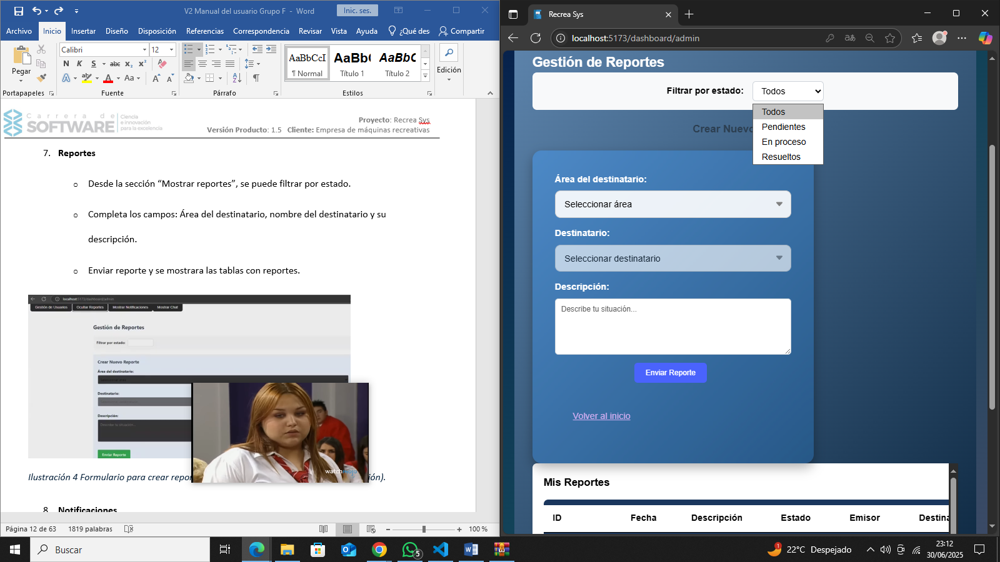 V2 Manual del usuario Grupo F - Word
Inic. ses.
Archivo Inicio Insertar Diseño Disposición Referencias Correspondencia Revisar Vista Ayuda ¿Qué des Compartir
Pegar
Calibri 12
N K S abc x₂ x²
A aby A Aa A A
AaBbCcI AaBb( AaBbC
¶ Normal Título 1 Título 2
Edición
Portapapeles Fuente Párrafo Estilos
Carrera de
SOFTWARE
Ciencia
e innovación
para la excelencia
Proyecto: Recrea Sys
Versión Producto: 1.5 Cliente: Empresa de máquinas recreativas
7. Reportes
o Desde la sección “Mostrar reportes”, se puede filtrar por estado.
o Completa los campos: Área del destinatario, nombre del destinatario y su
descripción.
o Enviar reporte y se mostrara las tablas con reportes.
localhost:5173/dashboard/admin
Gestión de Usuarios Ocultar Reportes Mostrar Notificaciones Mostrar Chat
Gestión de Reportes
Filtrar por estado:
Crear Nuevo Reporte
Área del destinatario:
Destinatario:
Descripción:
Describe tu situación...
Enviar Reporte
watchmojo
Ilustración 4 Formulario para crear repor
ión).
8 Notificaciones
Página 12 de 63 1819 palabras
100 %
Recrea Sys
localhost:5173/dashboard/admin
Gestión de Reportes
Filtrar por estado: Todos
Todos
Pendientes
En proceso
Resueltos
Crear Nuevo
Área del destinatario:
Seleccionar área
Destinatario:
Seleccionar destinatario
Descripción:
Describe tu situación...
Enviar Reporte
Volver al inicio
Mis Reportes
ID Fecha Descripción Estado Emisor Destina
Buscar
5
1
22°C Despejado
23:12
30/06/2025